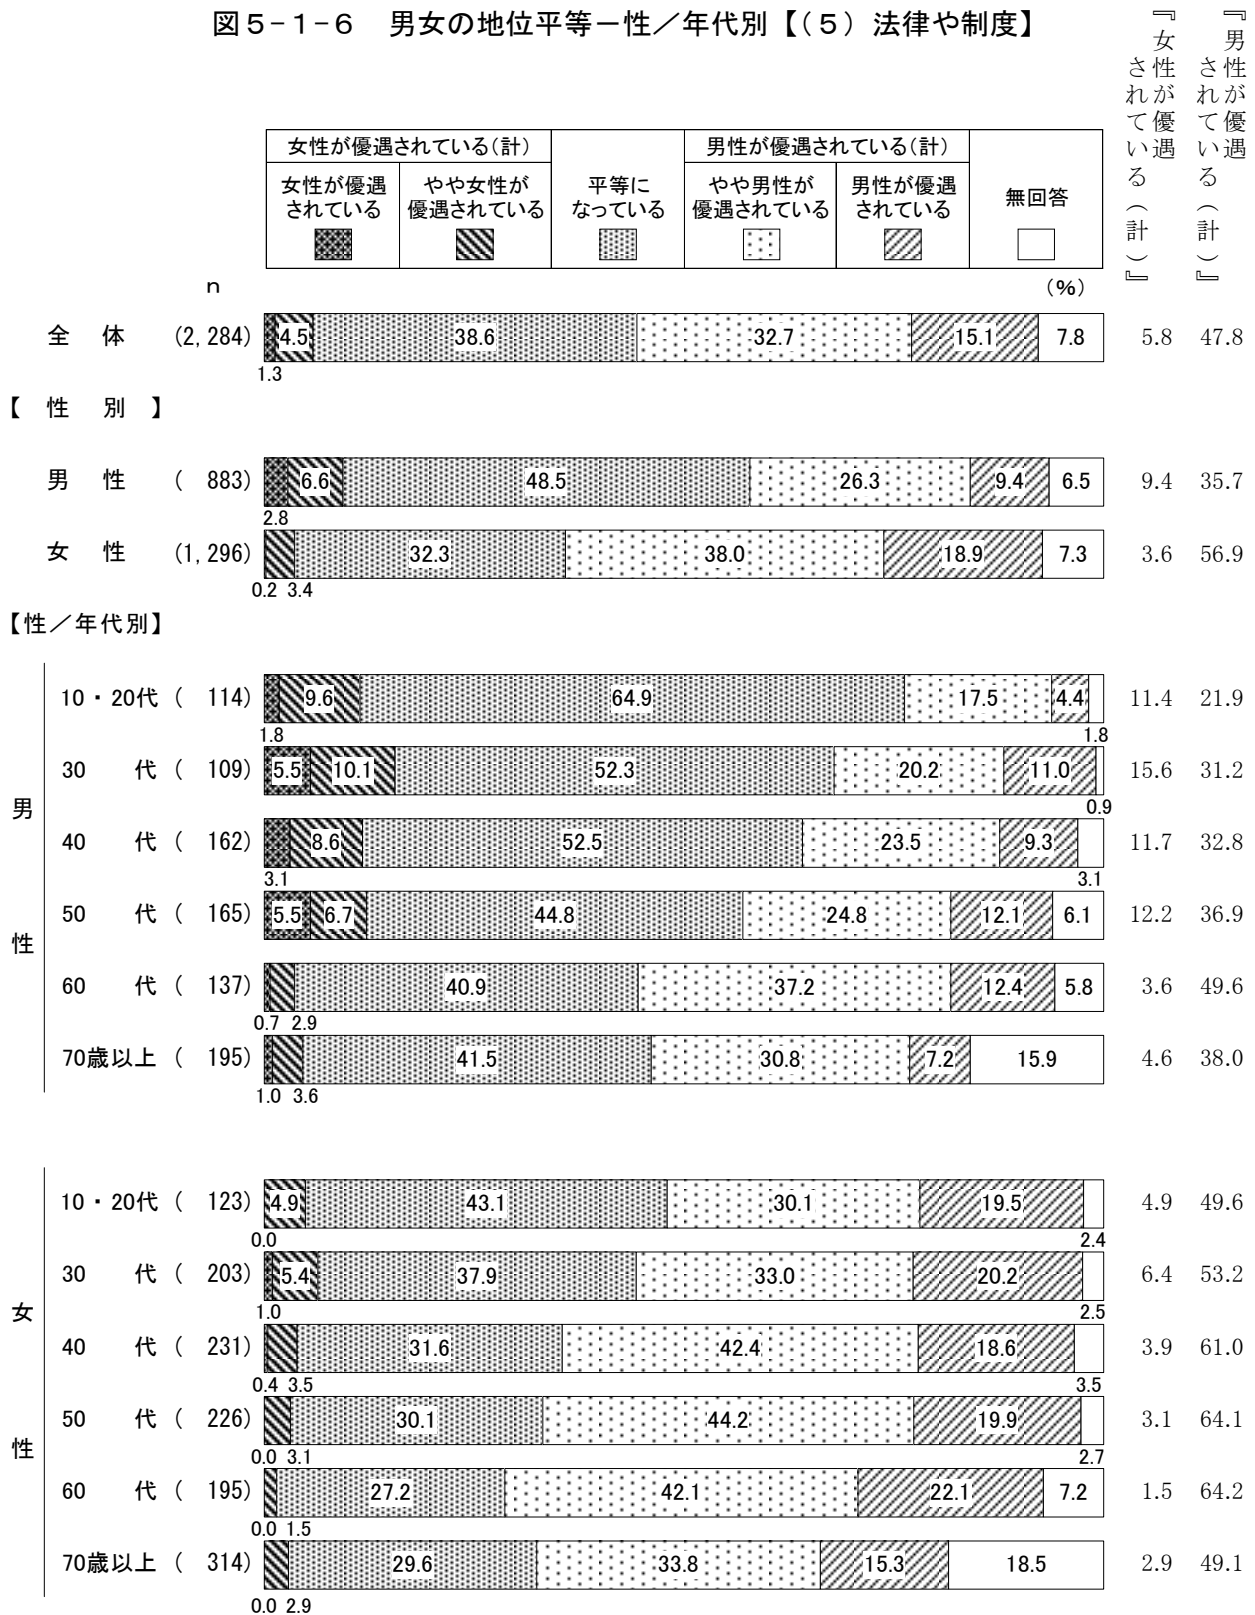 図5-1-6　男女の地位平等－性／年代別【(5) 法律や制度】
『女性が優遇されている(計)』
『男性が優遇されている(計)』
女性が優遇されている(計)
男性が優遇されている(計)
女性が優遇
されている
やや女性が
優遇されている
平等に
なっている
やや男性が
優遇されている
男性が優遇
されている
無回答
n
(%)
全　体 (2,284) 4.5 38.6 32.7 15.1 7.8 5.8 47.8
1.3
【　性　別　】
男　性 (　883) 6.6 48.5 26.3 9.4 6.5 9.4 35.7
2.8
女　性 (1,296) 32.3 38.0 18.9 7.3 3.6 56.9
0.2 3.4
【性／年代別】
男性
10・20代 (　114) 9.6 64.9 17.5 4.4 11.4 21.9
1.8 1.8
30　代 (　109) 5.5 10.1 52.3 20.2 11.0 15.6 31.2
0.9
40　代 (　162) 8.6 52.5 23.5 9.3 11.7 32.8
3.1 3.1
50　代 (　165) 5.5 6.7 44.8 24.8 12.1 6.1 12.2 36.9
60　代 (　137) 40.9 37.2 12.4 5.8 3.6 49.6
0.7 2.9
70歳以上 (　195) 41.5 30.8 7.2 15.9 4.6 38.0
1.0 3.6
女性
10・20代 (　123) 4.9 43.1 30.1 19.5 4.9 49.6
0.0 2.4
30　代 (　203) 5.4 37.9 33.0 20.2 6.4 53.2
1.0 2.5
40　代 (　231) 31.6 42.4 18.6 3.9 61.0
0.4 3.5 3.5
50　代 (　226) 30.1 44.2 19.9 3.1 64.1
0.0 3.1 2.7
60　代 (　195) 27.2 42.1 22.1 7.2 1.5 64.2
0.0 1.5
70歳以上 (　314) 29.6 33.8 15.3 18.5 2.9 49.1
0.0 2.9